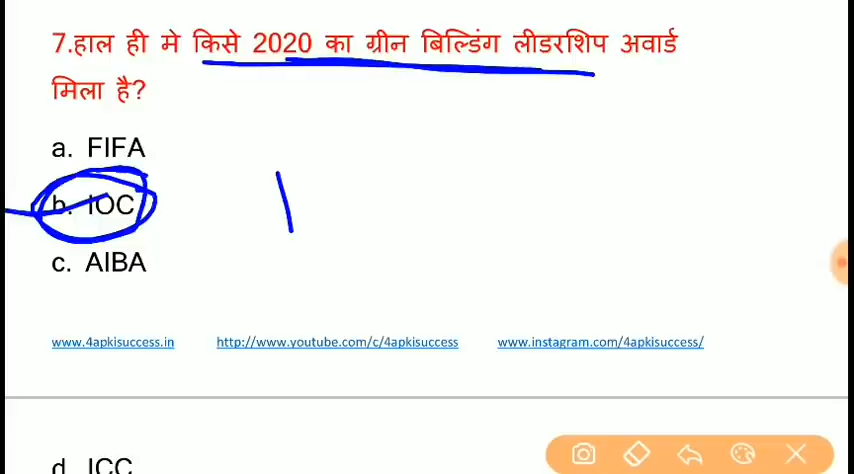 7.हाल ही मे किसे 2020 का ग्रीन बिल्डिंग लीडरशिप अवार्ड
मिला है?
a. FIFA
b. IOC
c. AIBA
www.4apkisuccess.in http://www.youtube.com/c/4apkisuccess www.instagram.com/4apkisuccess/
d. ICC